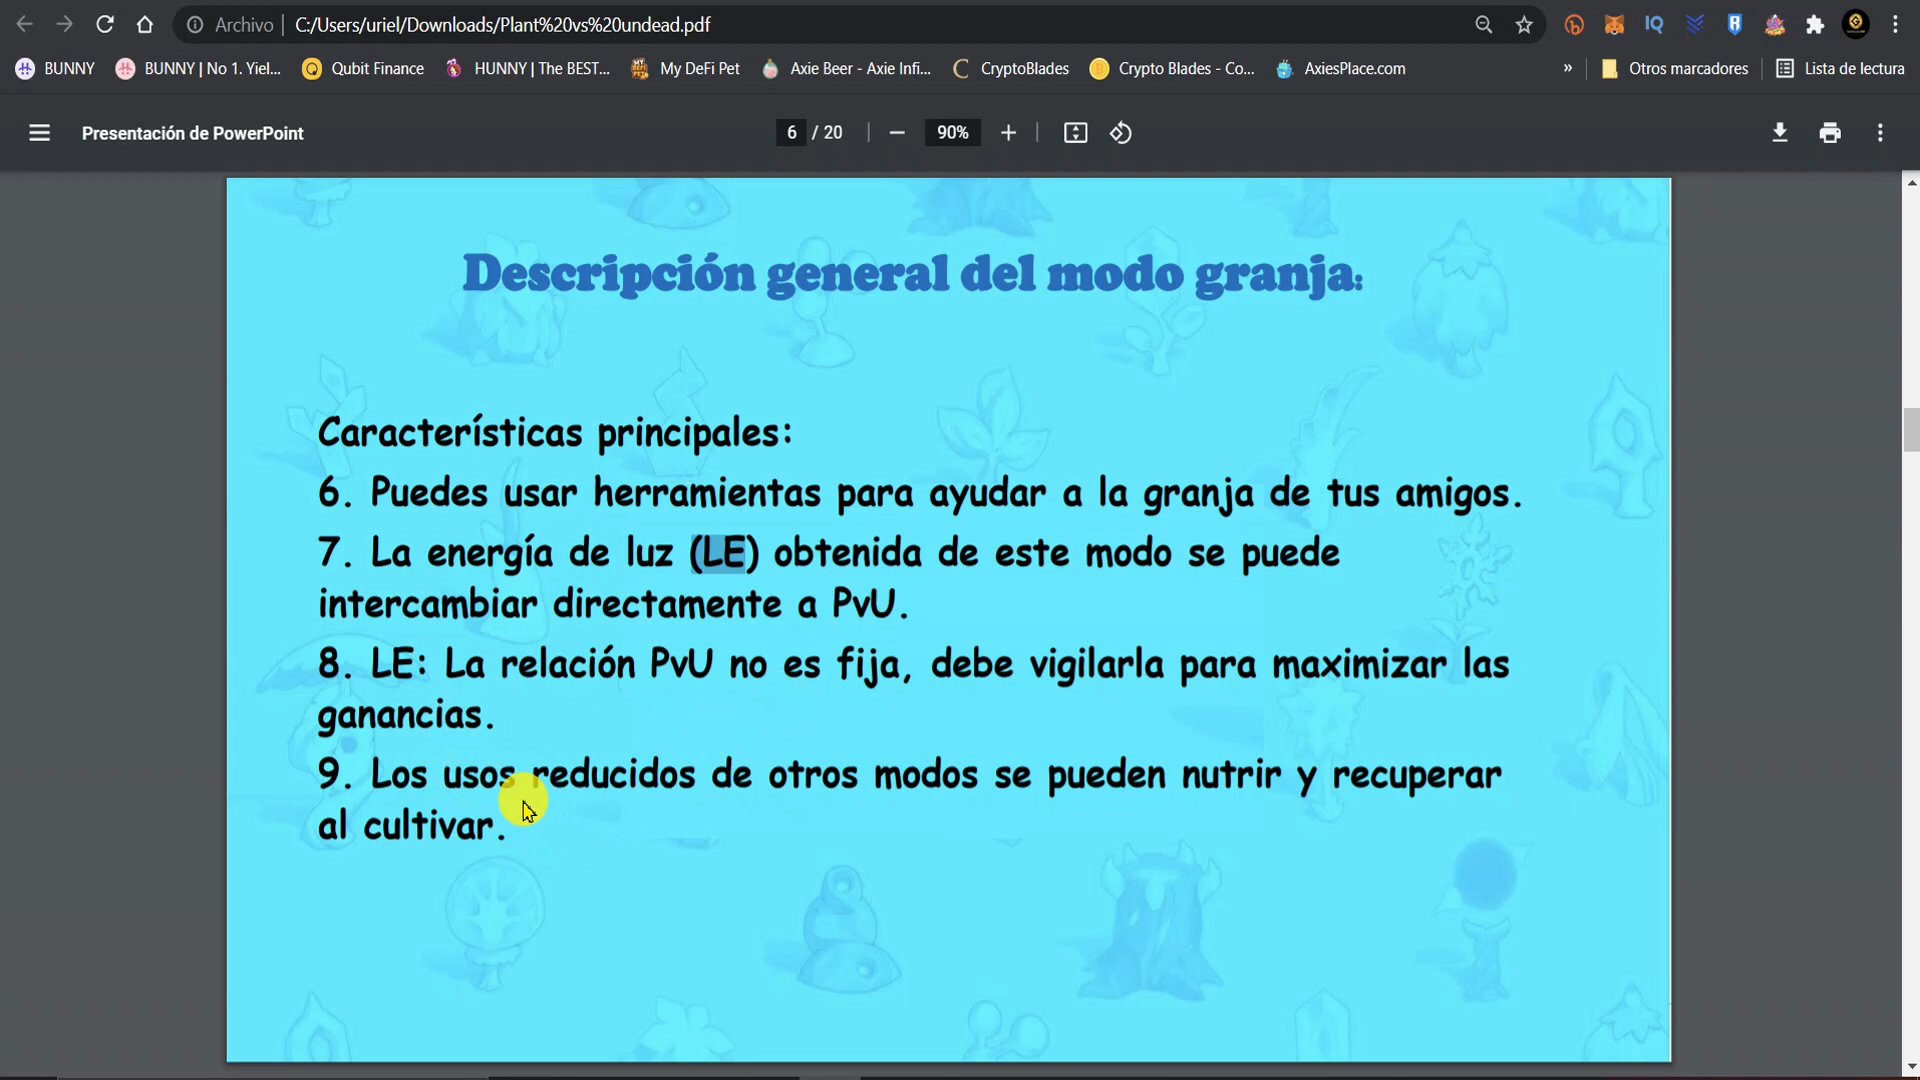 Archivo C:/Users/uriel/Downloads/Plant%20vs%20undead.pdf
BUNNY BUNNY | No 1. Yiel... Qubit Finance HUNNY | The BEST... My DeFi Pet Axie Beer - Axie Infi... CryptoBlades Crypto Blades - Co... AxiesPlace.com » Otros marcadores Lista de lectura
Presentación de PowerPoint 6 / 20 90%
Descripción general del modo granja:
Características principales:
6. Puedes usar herramientas para ayudar a la granja de tus amigos.
7. La energía de luz (LE) obtenida de este modo se puede
intercambiar directamente a PvU.
8. LE: La relación PvU no es fija, debe vigilarla para maximizar las
ganancias.
9. Los usos reducidos de otros modos se pueden nutrir y recuperar
al cultivar.